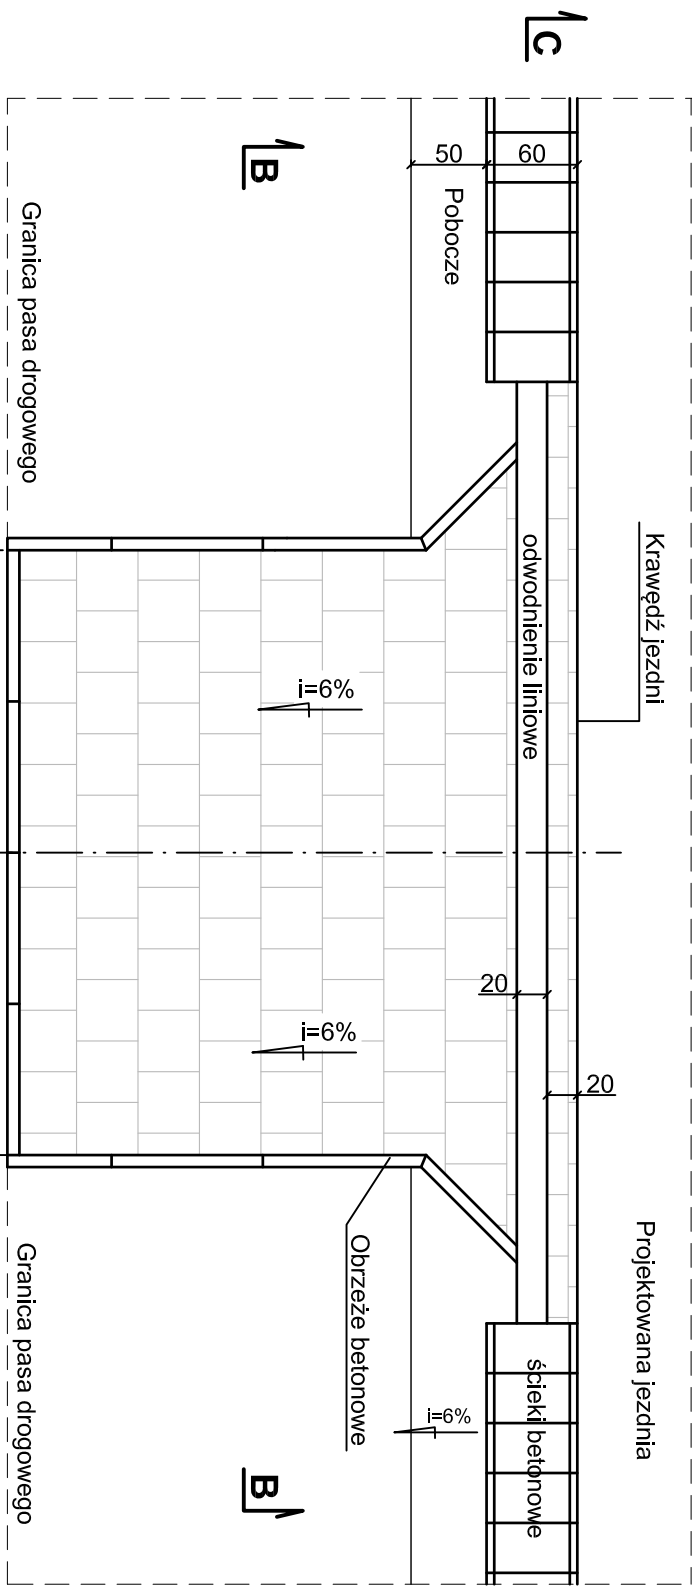 C
B
50
60
Pobocze
Granica pasa drogowego
Krawędź jezdni
odwodnienie liniowe
i=6%
20
i=6%
20
Projektowana jezdnia
Obrzeże betonowe
ścieki betonowe
i=6%
Granica pasa drogowego
B